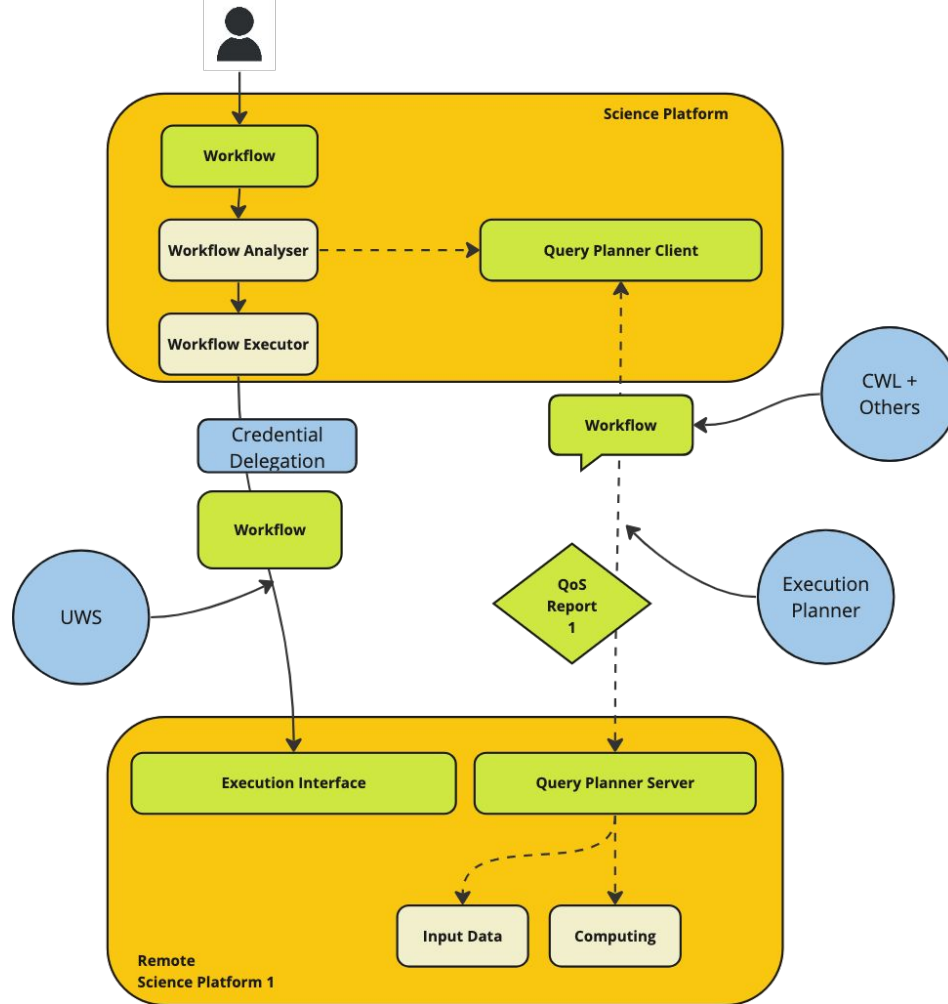 Science Platform
Workflow
Workflow Analyser
Query Planner Client
Workflow Executor
CWL +
Others
Credential
Delegation
Workflow
Workflow
UWS
QoS
Report
1
Execution
Planner
Execution Interface
Query Planner Server
Input Data
Computing
Remote
Science Platform 1